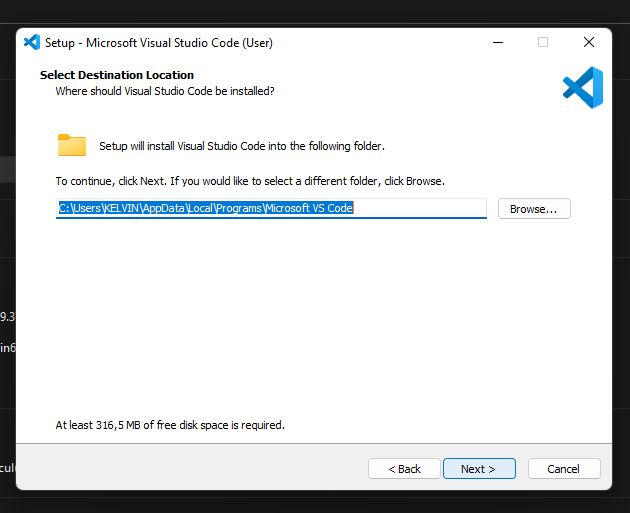 Setup - Microsoft Visual Studio Code (User)
Select Destination Location
Where should Visual Studio Code be installed?
Setup will install Visual Studio Code into the following folder.
To continue, click Next. If you would like to select a different folder, click Browse.
C:\Users\KELVIN\AppData\Local\Programs\Microsoft VS Code
Browse...
9.3
in6
At least 316,5 MB of free disk space is required.
< Back
Next >
Cancel